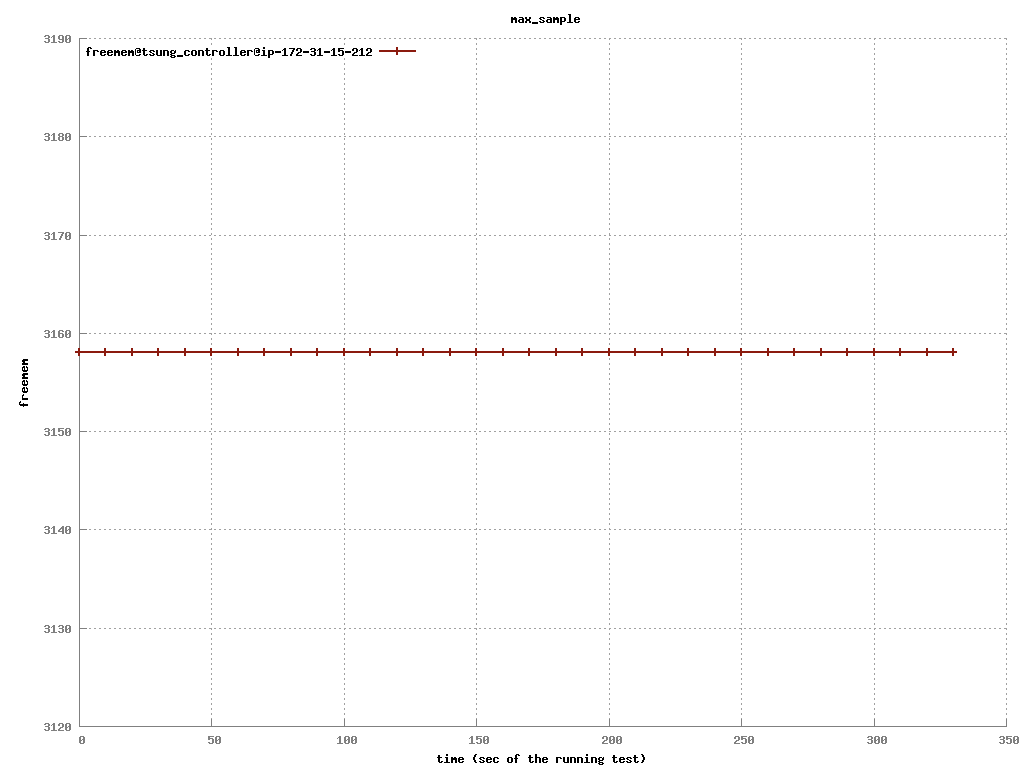 max_sample
freemem@tsung_controller@ip-172-31-15-212
3190
3180
3170
3160
3150
3140
3130
3120
freemem
0 50 100 150 200 250 300 350
time (sec of the running test)